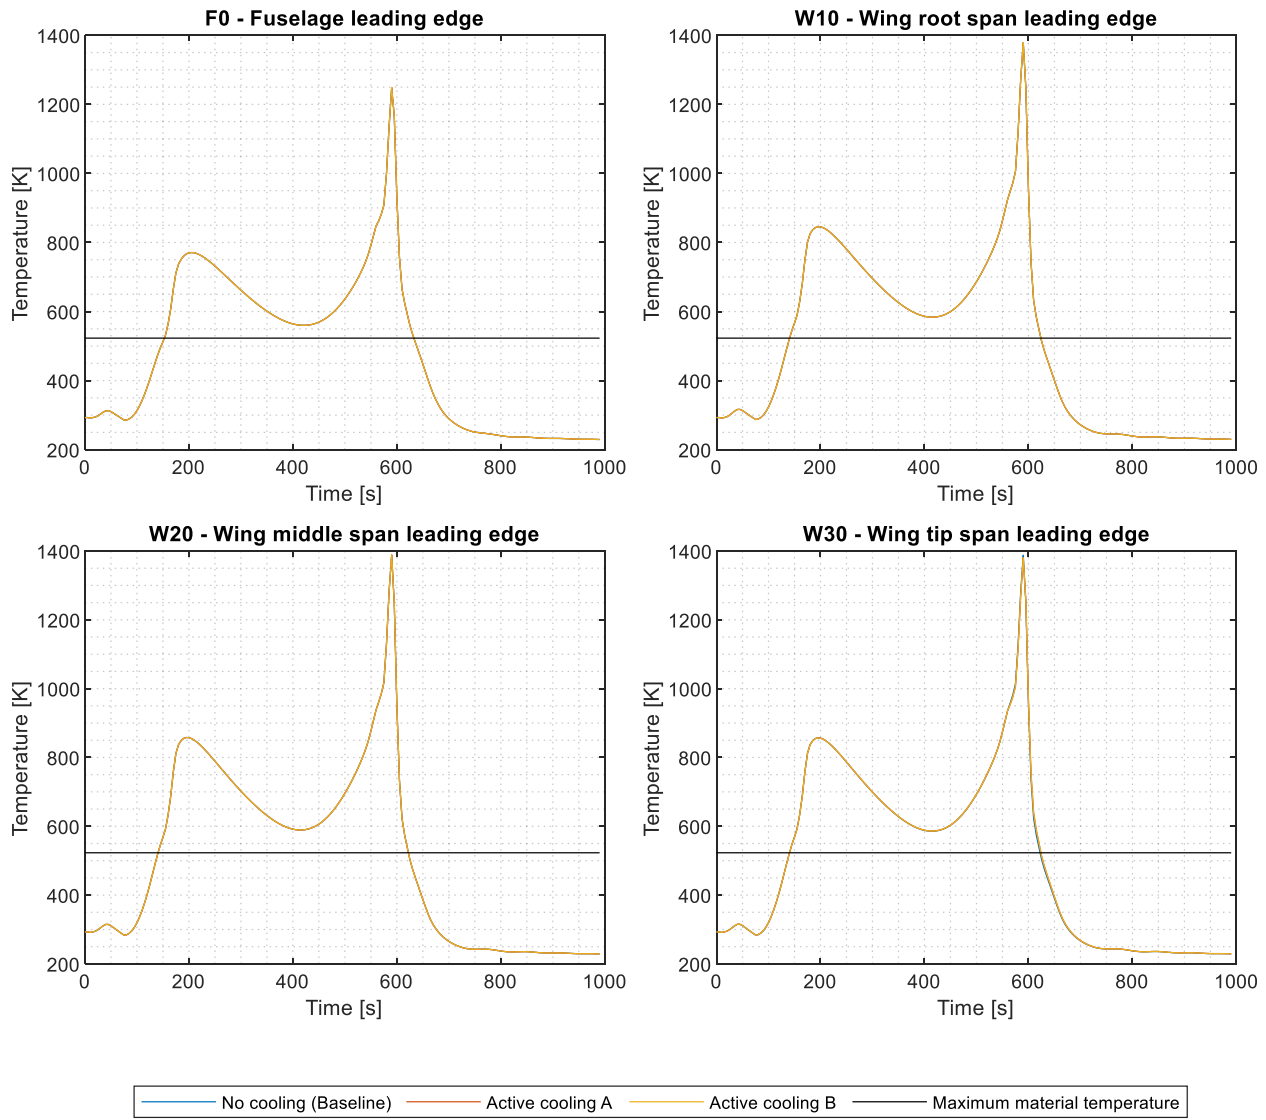 F0 - Fuselage leading edge
1400
1200
1000
800
600
400
200
Temperature [K]
0 200 400 600 800 1000
Time [s]
W10 - Wing root span leading edge
1400
1200
1000
800
600
400
200
Temperature [K]
0 200 400 600 800 1000
Time [s]
W20 - Wing middle span leading edge
1400
1200
1000
800
600
400
200
Temperature [K]
0 200 400 600 800 1000
Time [s]
W30 - Wing tip span leading edge
1400
1200
1000
800
600
400
200
Temperature [K]
0 200 400 600 800 1000
Time [s]
No cooling (Baseline) Active cooling A Active cooling B Maximum material temperature